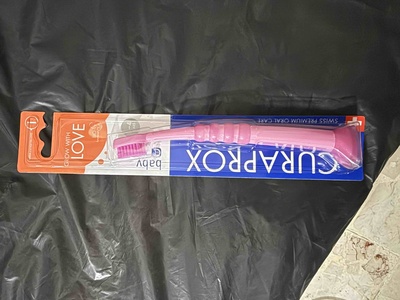 GROW WITH
LOVE
baby
CURAPROX
SWISS PREMIUM ORAL CARE